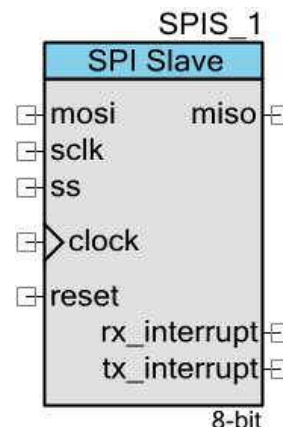 SPIS_1
SPI Slave
mosi miso
sclk
ss
clock
reset
rx_interrupt
tx_interrupt
8-bit